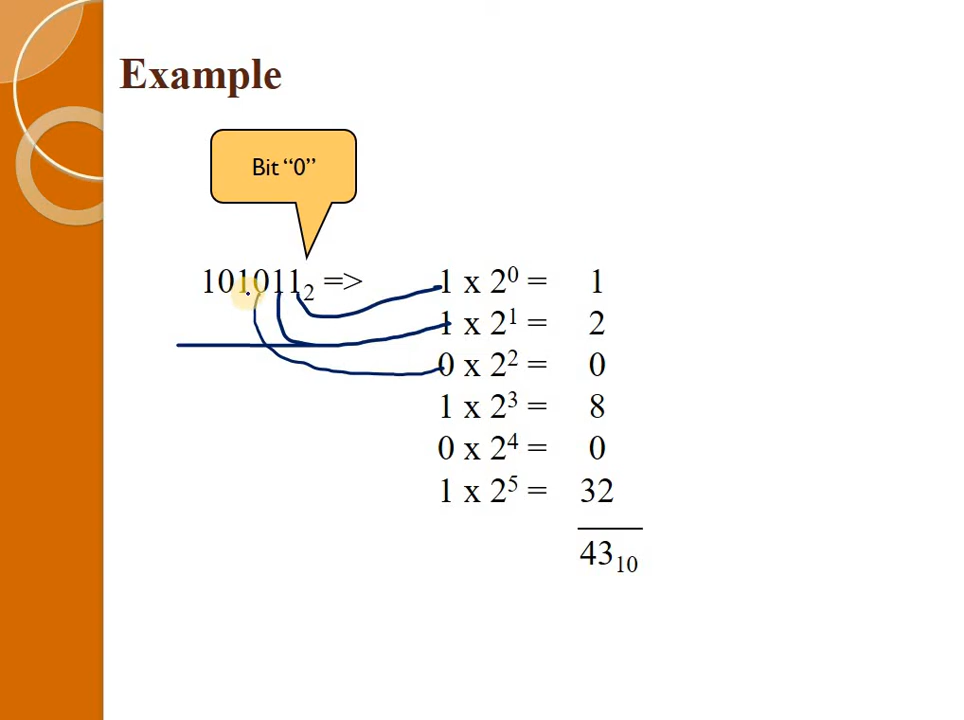 Example
Bit “0”
101011₂ => 1 x 2⁰ = 1
1 x 2¹ = 2
0 x 2² = 0
1 x 2³ = 8
0 x 2⁴ = 0
1 x 2⁵ = 32
43₁₀